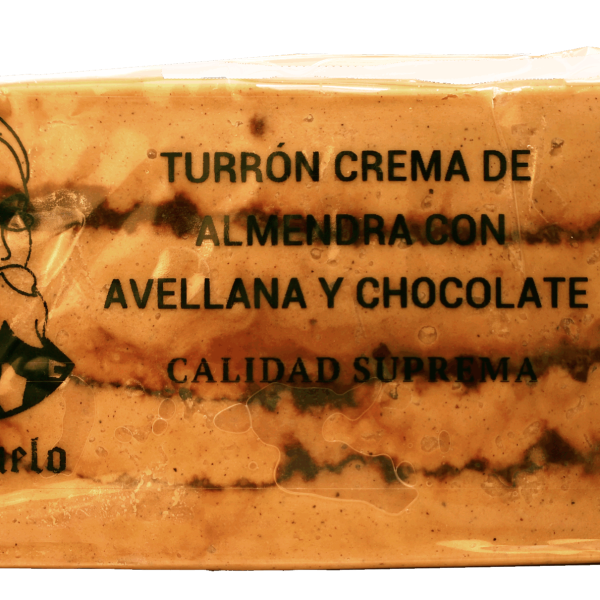 TURRÓN CREMA DE
ALMENDRA CON
AVELLANA Y CHOCOLATE
CALIDAD SUPREMA